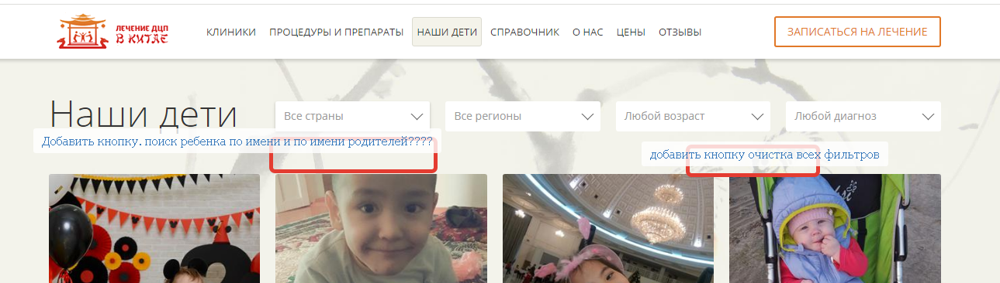 ЛЕЧЕНИЕ ДЦП
В КИТАЕ
КЛИНИКИ ПРОЦЕДУРЫ И ПРЕПАРАТЫ НАШИ ДЕТИ СПРАВОЧНИК О НАС ЦЕНЫ ОТЗЫВЫ
ЗАПИСАТЬСЯ НА ЛЕЧЕНИЕ
Наши дети
Все страны Все регионы Любой возраст Любой диагноз
Добавить кнопку. поиск ребенка по имени и по имени родителей????
добавить кнопку очистка всех фильтров